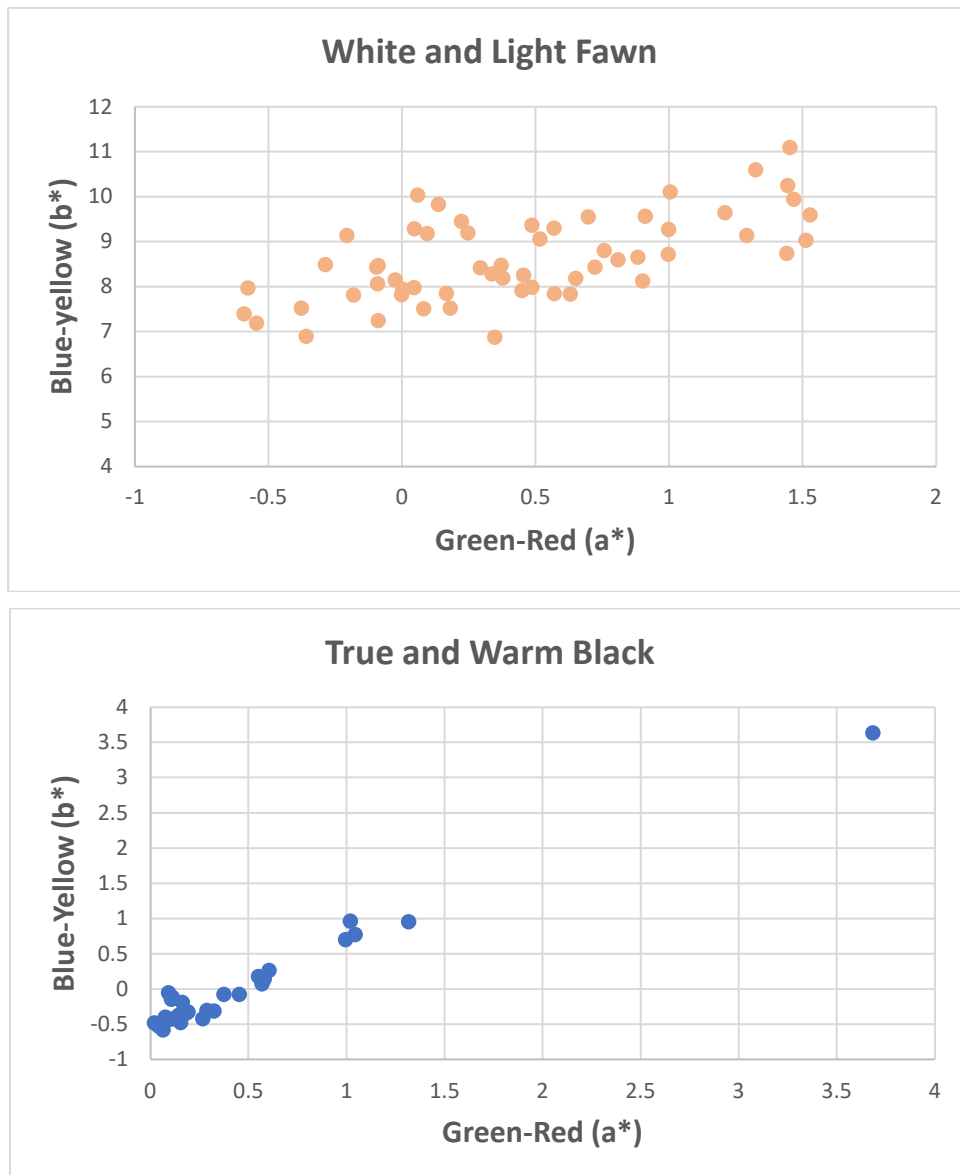 White and Light Fawn
12
11
10
9
8
7
6
5
4
-1 -0.5 0 0.5 1 1.5 2
Blue-yellow (b*)
Green-Red (a*)
True and Warm Black
4
3.5
3
2.5
2
1.5
1
0.5
0
-0.5
-1
0 0.5 1 1.5 2 2.5 3 3.5 4
Blue-Yellow (b*)
Green-Red (a*)